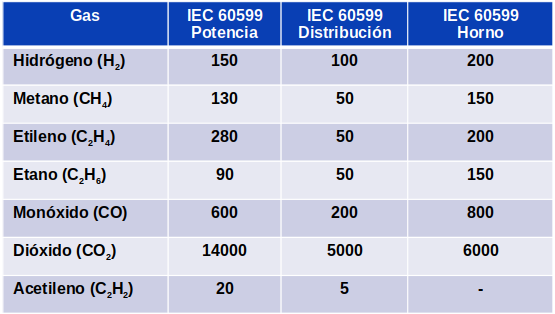 Gas IEC 60599 IEC 60599 IEC 60599
Potencia Distribución Horno
Hidrógeno (H₂) 150 100 200
Metano (CH₄) 130 50 150
Etileno (C₂H₄) 280 50 200
Etano (C₂H₆) 90 50 150
Monóxido (CO) 600 200 800
Dióxido (CO₂) 14000 5000 6000
Acetileno (C₂H₂) 20 5 -